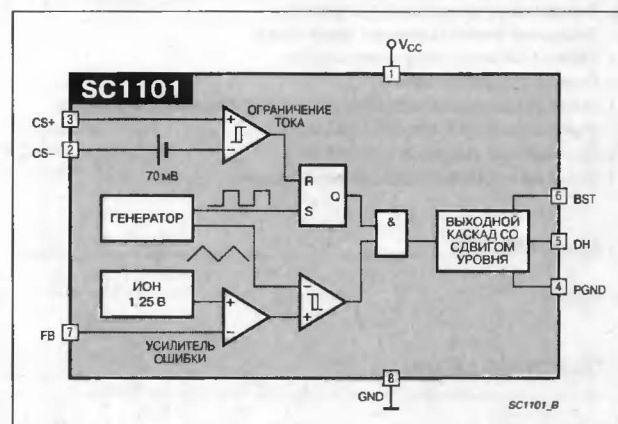 V_CC
1
SC1101
CS+ 3
ОГРАНИЧЕНИЕ
ТОКА
CS– 2
70 мВ
R
Q
S
ГЕНЕРАТОР
&
ВЫХОДНОЙ
КАСКАД СО
СДВИГОМ
УРОВНЯ
6 BST
5 DH
4 PGND
ИОН
1.25 В
FB 7
УСИЛИТЕЛЬ
ОШИБКИ
8
GND
SC1101_B